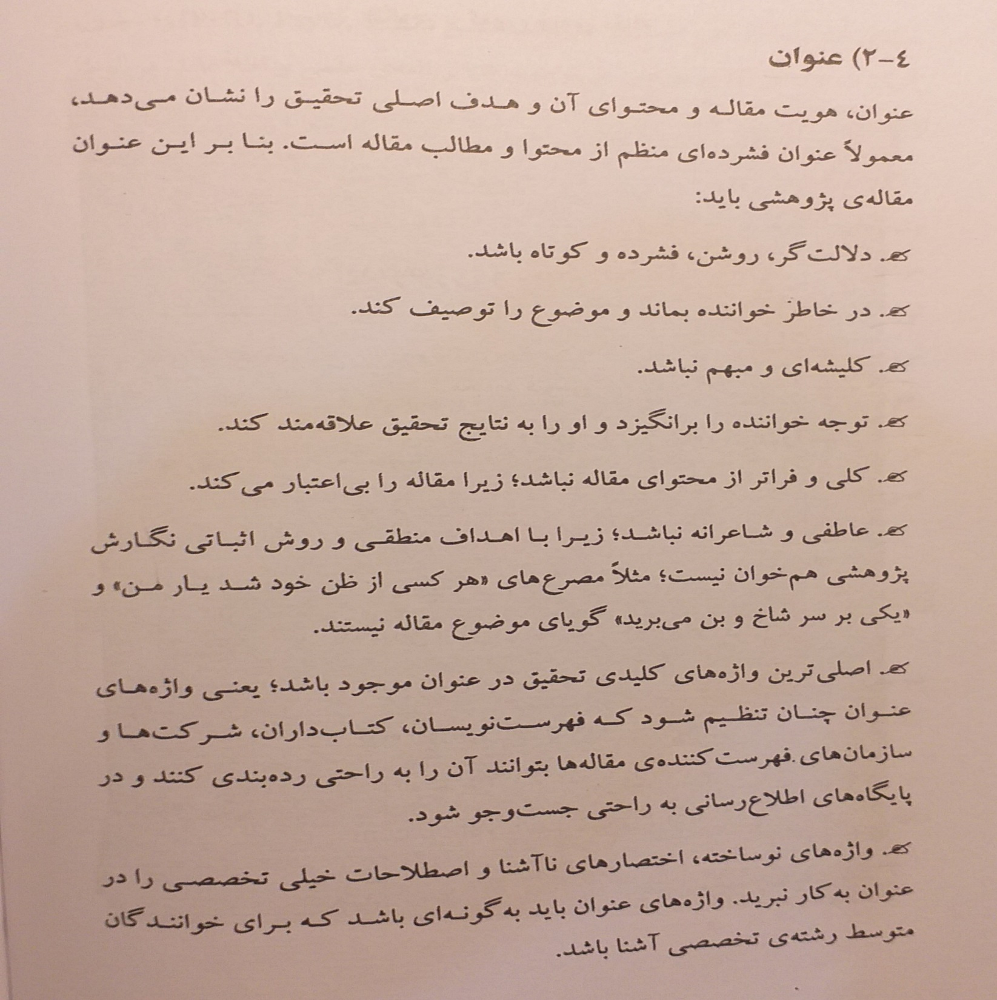 ٤-٢) عنوان
عنوان، هویت مقاله و محتوای آن و هدف اصلی تحقیق را نشان می‌دهد،
معمولاً عنوان فشرده‌ای منظم از محتوا و مطالب مقاله است. بنا بر این عنوان
مقاله‌ی پژوهشی باید:
✍. دلالت‌گر، روشن، فشرده و کوتاه باشد.
✍. در خاطر خواننده بماند و موضوع را توصیف کند.
✍. کلیشه‌ای و مبهم نباشد.
✍. توجه خواننده را برانگیزد و او را به نتایج تحقیق علاقه‌مند کند.
✍. کلی و فراتر از محتوای مقاله نباشد؛ زیرا مقاله را بی‌اعتبار می‌کند.
✍. عاطفی و شاعرانه نباشد؛ زیرا با اهداف منطقی و روش اثباتی نگارش
پژوهشی هم‌خوان نیست؛ مثلاً مصرع‌های «هر کسی از ظن خود شد یار من» و
«یکی بر سر شاخ و بن می‌برید» گویای موضوع مقاله نیستند.
✍. اصلی‌ترین واژه‌های کلیدی تحقیق در عنوان موجود باشد؛ یعنی واژه‌های
عنوان چنان تنظیم شود که فهرست‌نویسان، کتاب‌داران، شرکت‌ها و
سازمان‌های فهرست‌کننده‌ی مقاله‌ها بتوانند آن را به راحتی رده‌بندی کنند و در
پایگاه‌های اطلاع‌رسانی به راحتی جست‌وجو شود.
✍. واژه‌های نوساخته، اختصارهای ناآشنا و اصطلاحات خیلی تخصصی را در
عنوان به‌کار نبرید. واژه‌های عنوان باید به‌گونه‌ای باشد که برای خوانندگان
متوسط رشته‌ی تخصصی آشنا باشد.